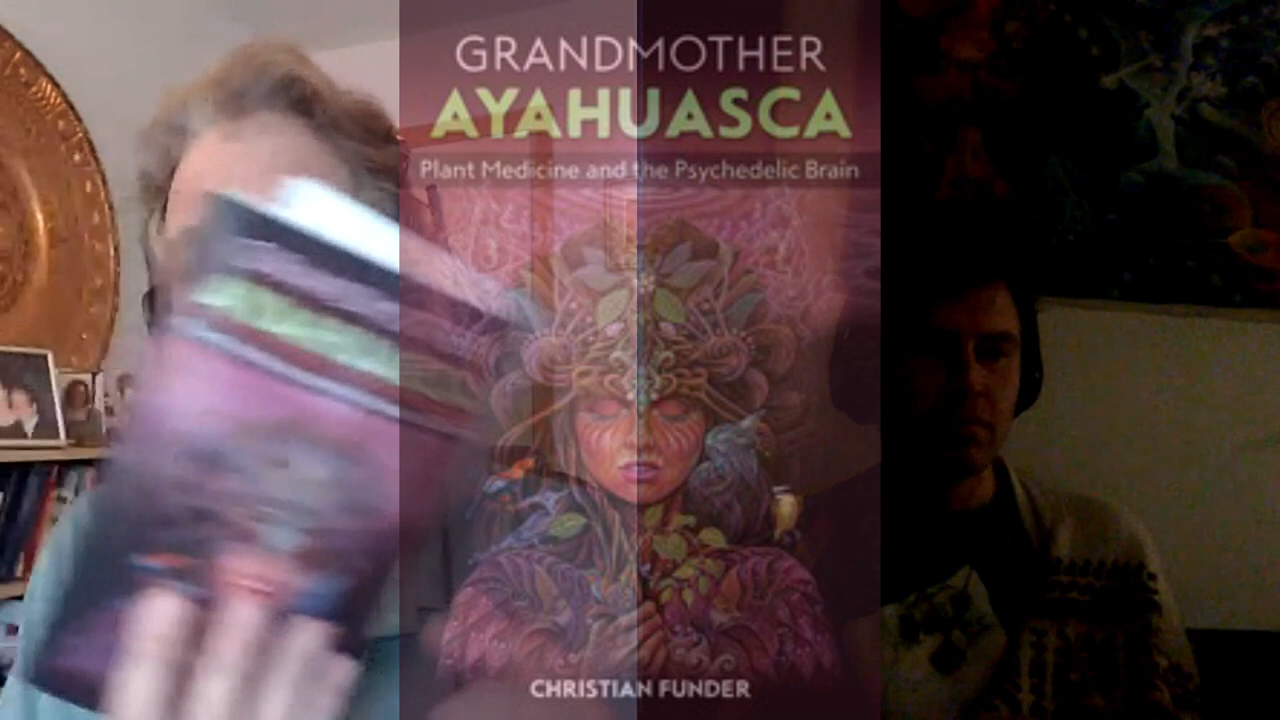 GRANDMOTHER
AYAHUASCA
Plant Medicine and the Psychedelic Brain
CHRISTIAN FUNDER